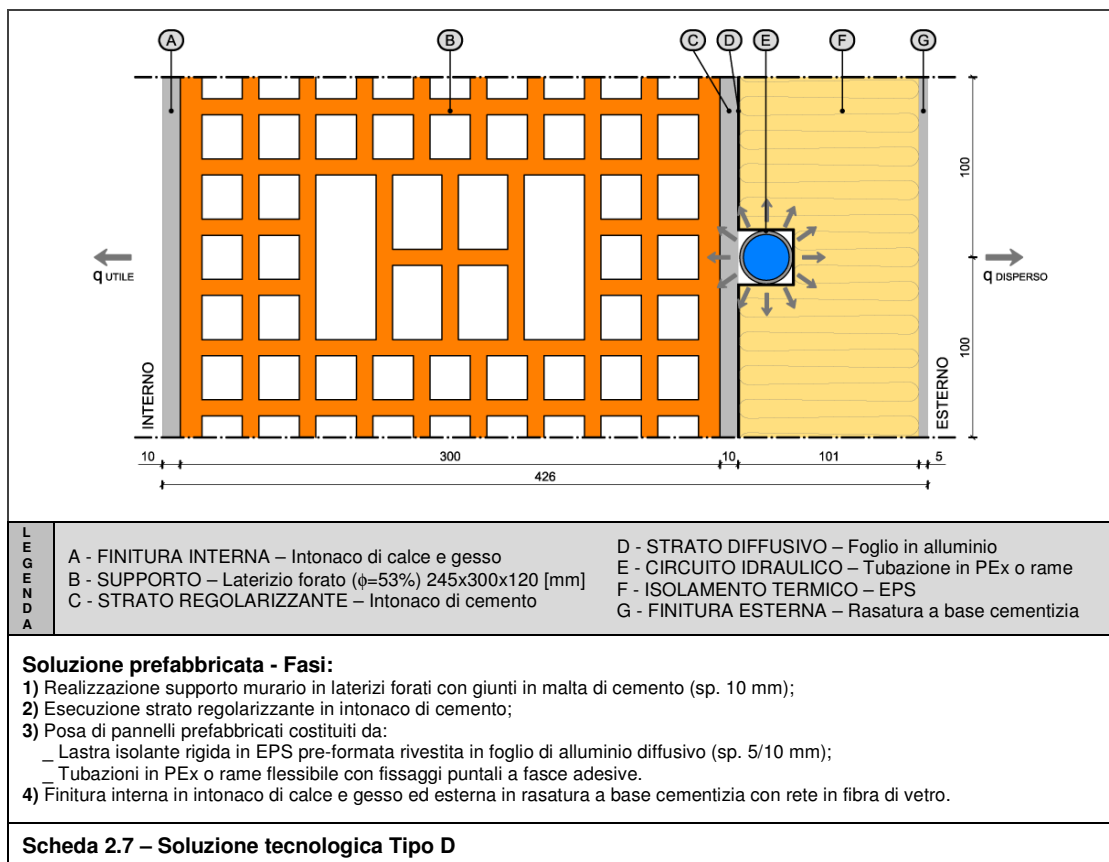 A B C D E F G
100
q UTILE
q DISPERSO
100
INTERNO
ESTERNO
10 300 10 101 5
426
LEGENDA
A - FINITURA INTERNA – Intonaco di calce e gesso
B - SUPPORTO – Laterizio forato (ϕ=53%) 245x300x120 [mm]
C - STRATO REGOLARIZZANTE – Intonaco di cemento
D - STRATO DIFFUSIVO – Foglio in alluminio
E - CIRCUITO IDRAULICO – Tubazione in PEx o rame
F - ISOLAMENTO TERMICO – EPS
G - FINITURA ESTERNA – Rasatura a base cementizia
Soluzione prefabbricata - Fasi:
1) Realizzazione supporto murario in laterizi forati con giunti in malta di cemento (sp. 10 mm);
2) Esecuzione strato regolarizzante in intonaco di cemento;
3) Posa di pannelli prefabbricati costituiti da:
_ Lastra isolante rigida in EPS pre-formata rivestita in foglio di alluminio diffusivo (sp. 5/10 mm);
_ Tubazioni in PEx o rame flessibile con fissaggi puntali a fasce adesive.
4) Finitura interna in intonaco di calce e gesso ed esterna in rasatura a base cementizia con rete in fibra di vetro.
Scheda 2.7 – Soluzione tecnologica Tipo D